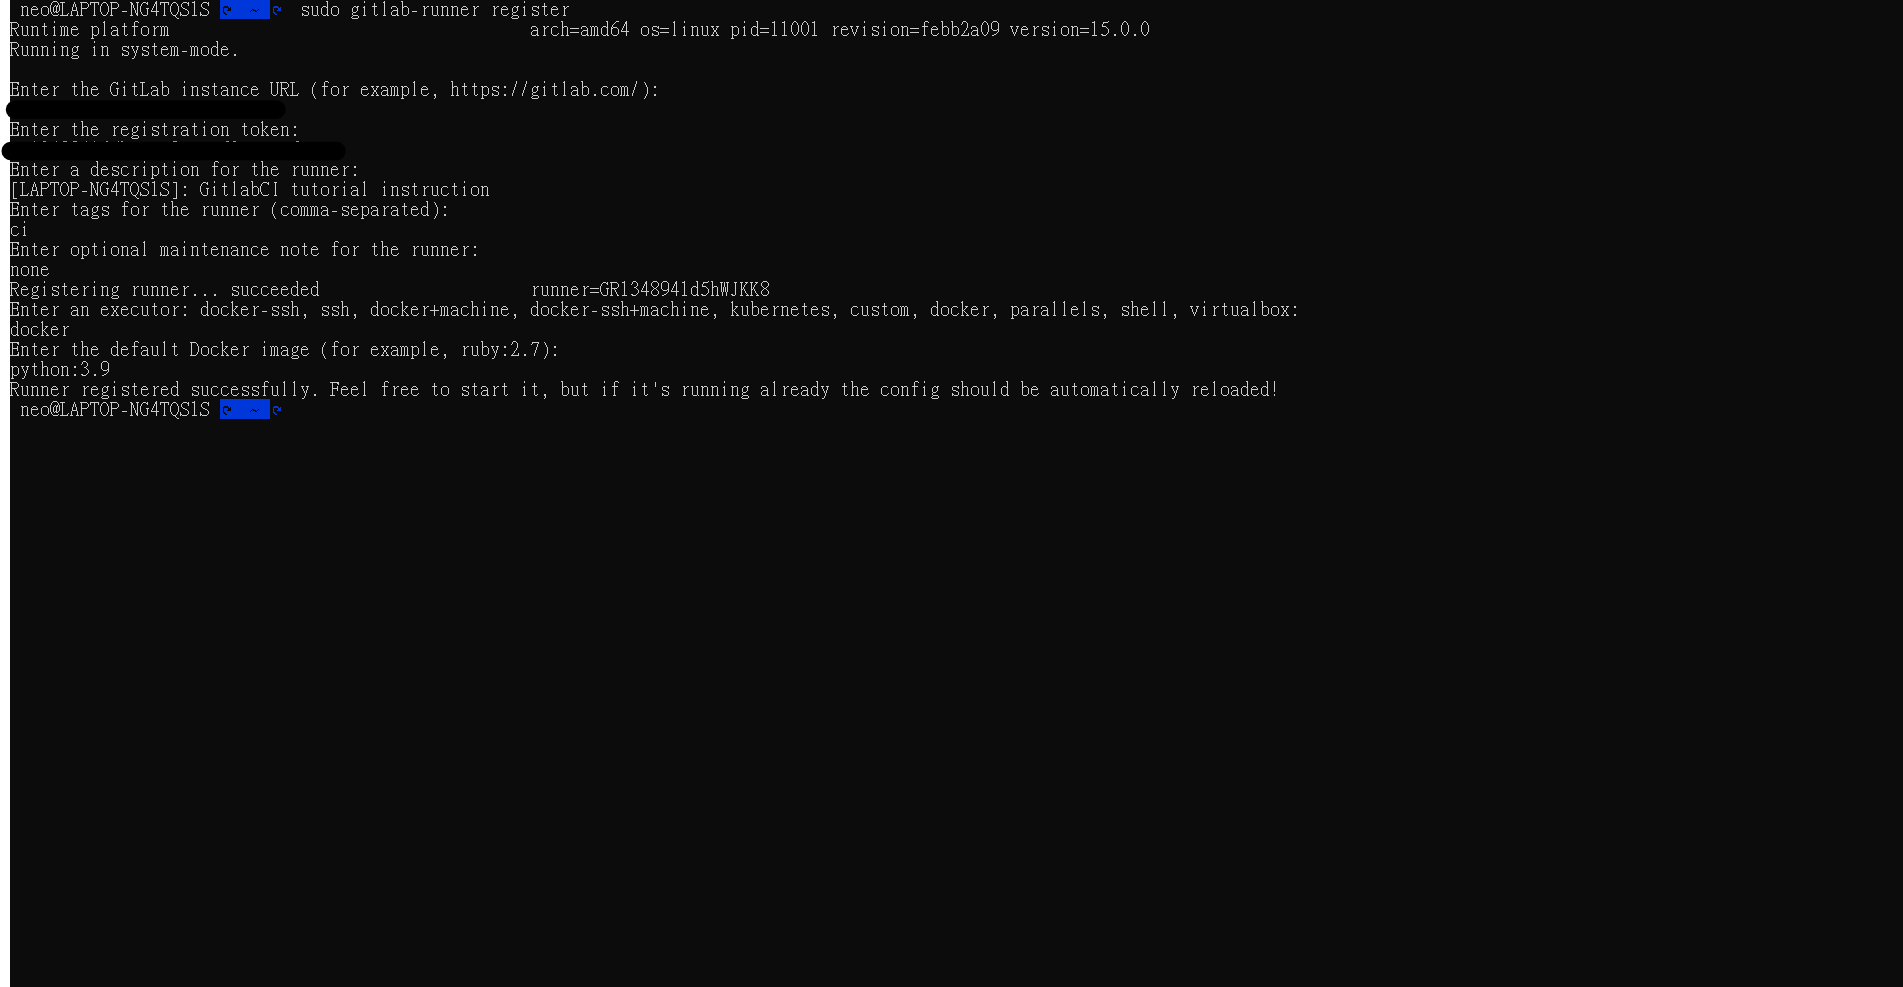 neo@LAPTOP-NG4TQS1S ~ sudo gitlab-runner register
Runtime platform arch=amd64 os=linux pid=11001 revision=febb2a09 version=15.0.0
Running in system-mode.
Enter the GitLab instance URL (for example, https://gitlab.com/):
Enter the registration token:
Enter a description for the runner:
[LAPTOP-NG4TQS1S]: GitlabCI tutorial instruction
Enter tags for the runner (comma-separated):
ci
Enter optional maintenance note for the runner:
none
Registering runner... succeeded runner=GR1348941d5hWJKK8
Enter an executor: docker-ssh, ssh, docker+machine, docker-ssh+machine, kubernetes, custom, docker, parallels, shell, virtualbox:
docker
Enter the default Docker image (for example, ruby:2.7):
python:3.9
Runner registered successfully. Feel free to start it, but if it's running already the config should be automatically reloaded!
neo@LAPTOP-NG4TQS1S ~